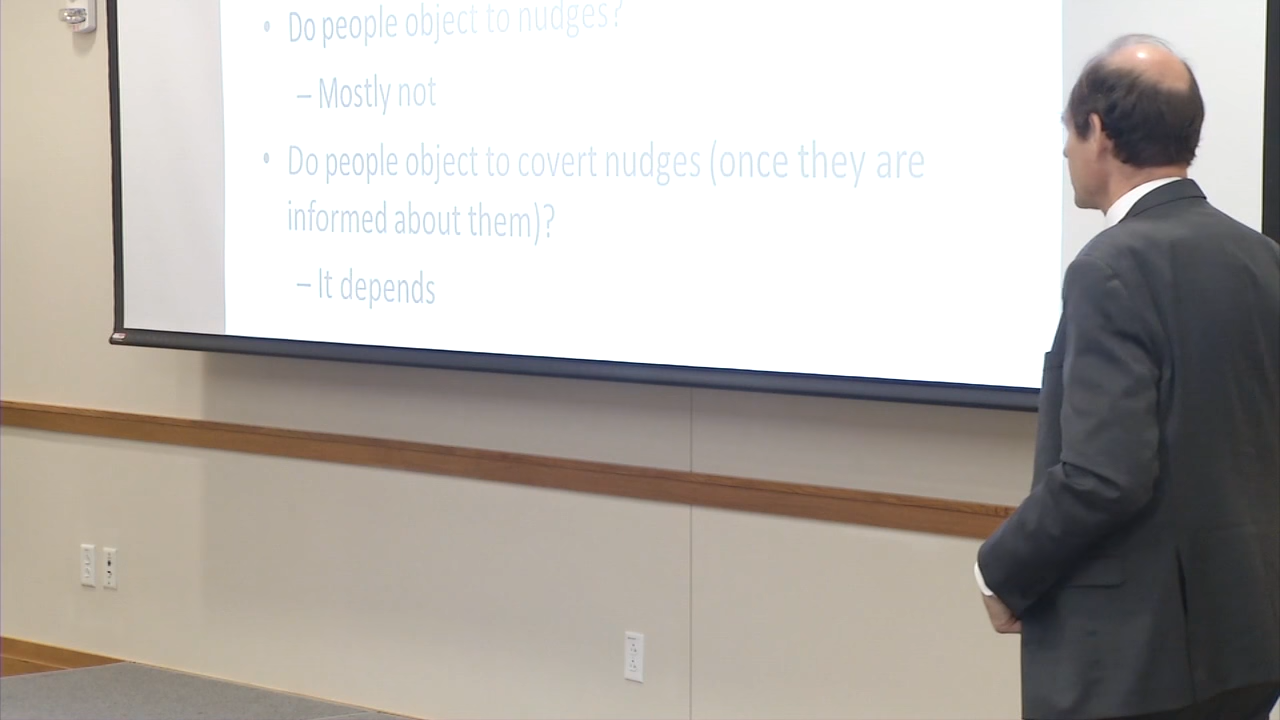 • Do people object to nudges?
– Mostly not
• Do people object to covert nudges (once they are
informed about them)?
– It depends